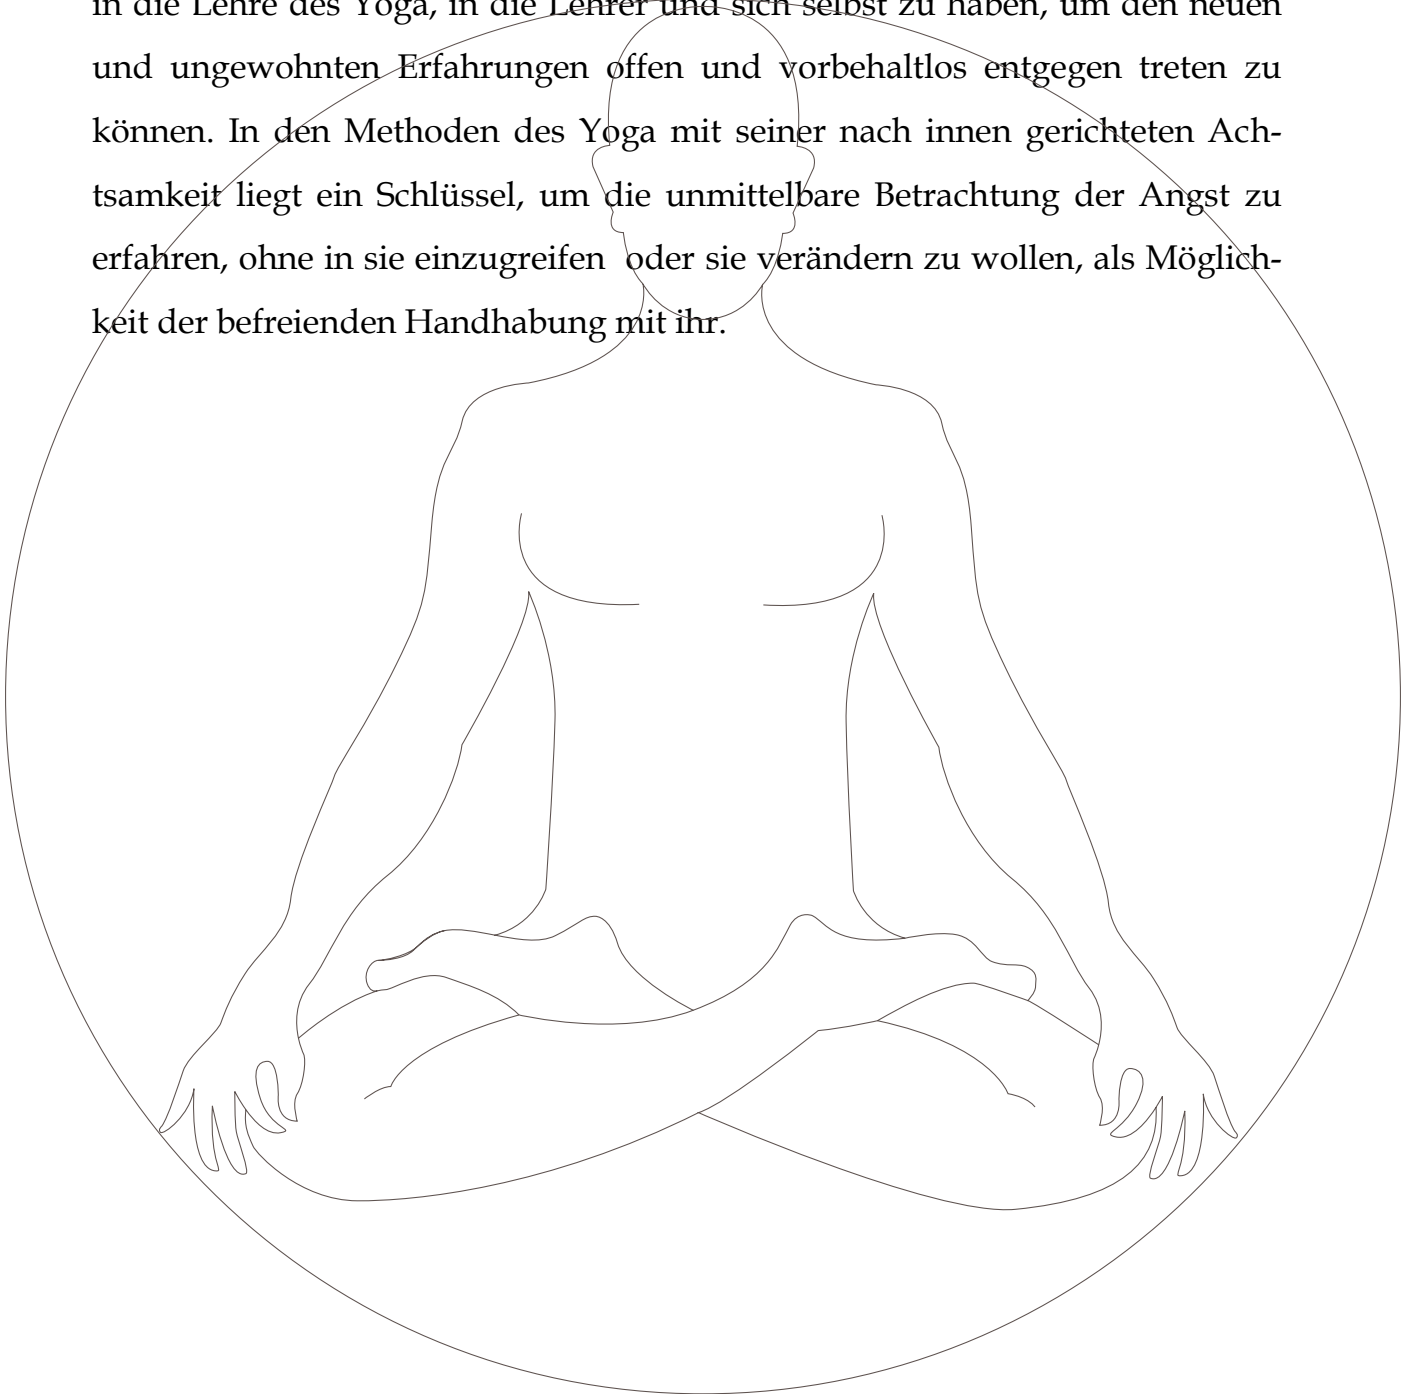 in die Lehre des Yoga, in die Lehrer und sich selbst zu haben, um den neuen
und ungewohnten Erfahrungen offen und vorbehaltlos entgegen treten zu
können. In den Methoden des Yoga mit seiner nach innen gerichteten Ach-
tsamkeit liegt ein Schlüssel, um die unmittelbare Betrachtung der Angst zu
erfahren, ohne in sie einzugreifen oder sie verändern zu wollen, als Möglich-
keit der befreienden Handhabung mit ihr.